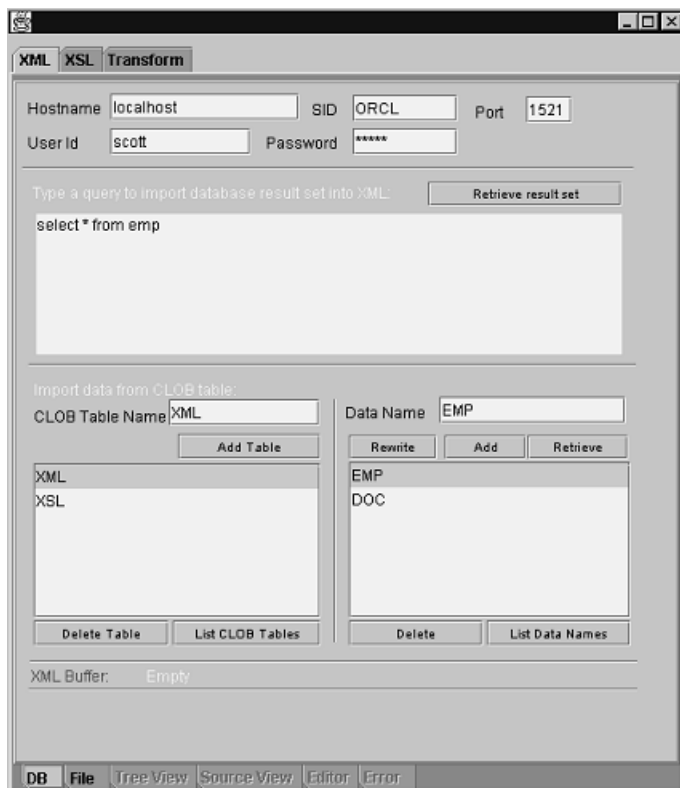 XML XSL Transform
Hostname localhost SID ORCL Port 1521
User Id scott Password *****
Type a query to import database result set into XML: Retrieve result set
select * from emp
Import data from CLOB table:
CLOB Table Name XML
Add Table
XML
XSL
Delete Table List CLOB Tables
Data Name EMP
Rewrite Add Retrieve
EMP
DOC
Delete List Data Names
XML Buffer: Empty
DB File Tree View Source View Editor Error